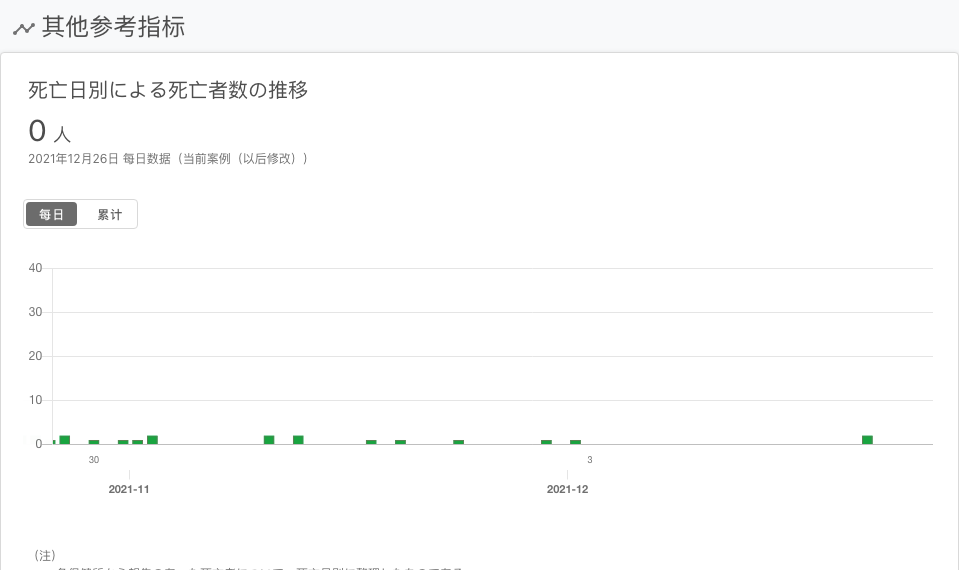 其他参考指标
死亡日別による死亡者数の推移
0 人
2021年12月26日 每日数据（当前案例（以后修改））
每日 累计
40
30
20
10
0
30 3
2021-11 2021-12
（注）